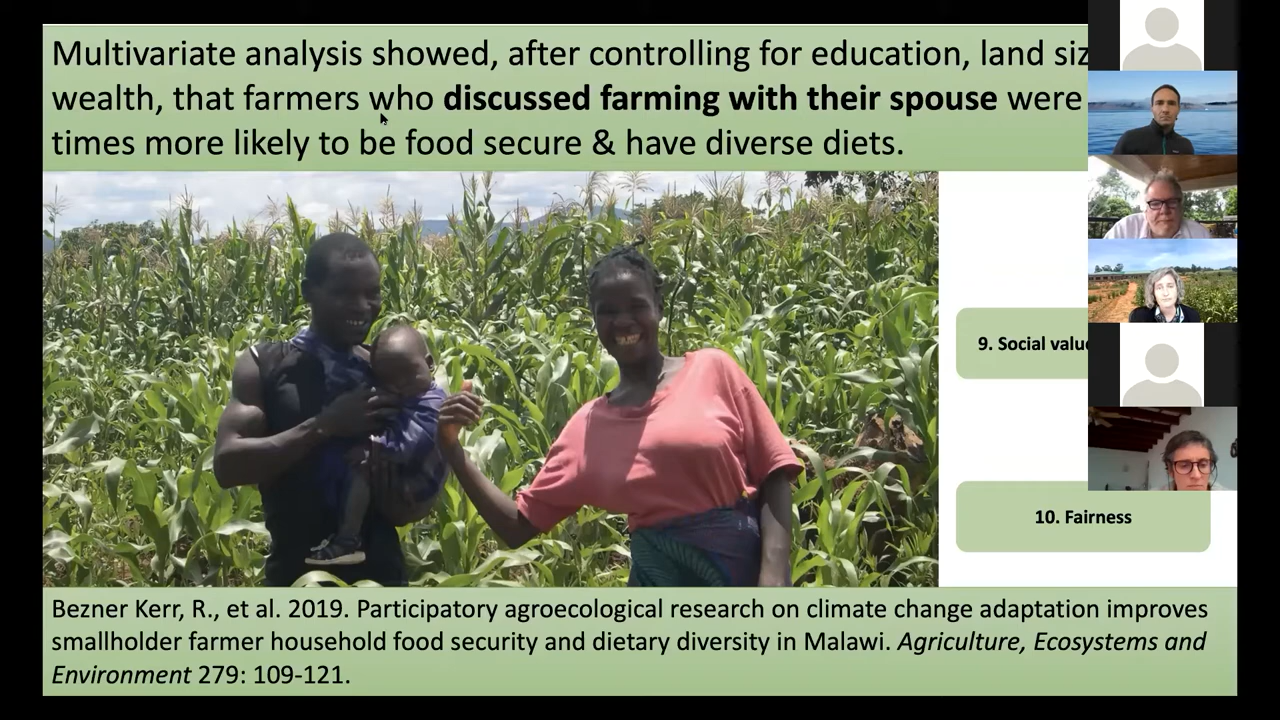 Multivariate analysis showed, after controlling for education, land
wealth, that farmers who discussed farming with their spouse were
times more likely to be food secure & have diverse diets.
9. Social
10. Fairness
Bezner Kerr, R., et al. 2019. Participatory agroecological research on climate change adaptation improves
smallholder farmer household food security and dietary diversity in Malawi. Agriculture, Ecosystems and
Environment 279: 109-121.